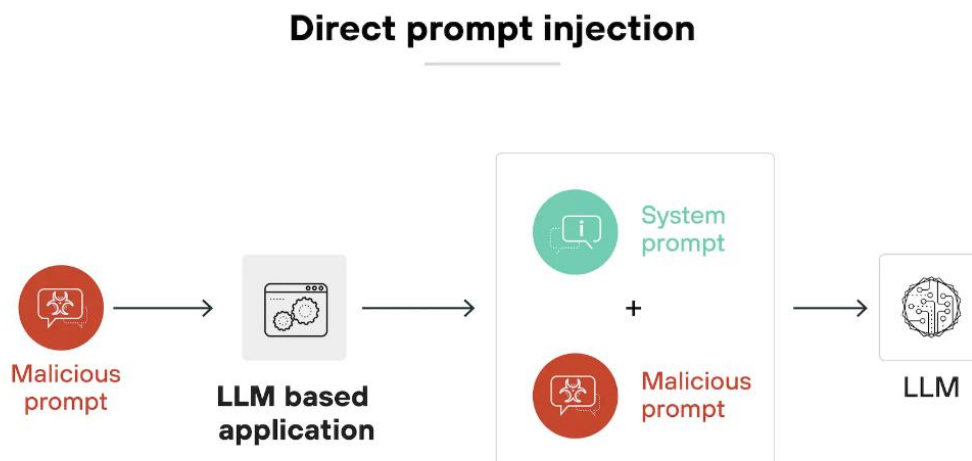 Direct prompt injection
Malicious
prompt
LLM based
application
System
prompt
+
Malicious
prompt
LLM